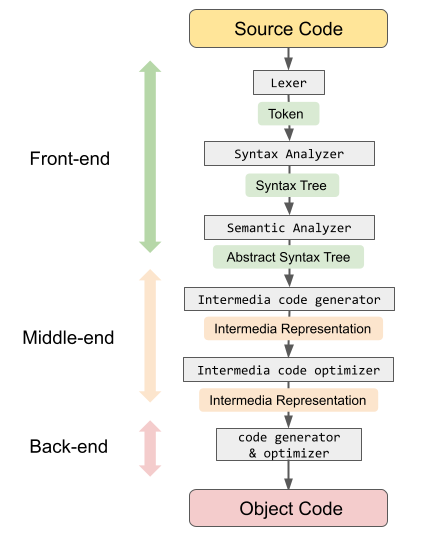 Source Code
Lexer
Token
Syntax Analyzer
Syntax Tree
Front-end
Semantic Analyzer
Abstract Syntax Tree
Intermedia code generator
Intermedia Representation
Middle-end
Intermedia code optimizer
Intermedia Representation
Back-end
code generator
& optimizer
Object Code